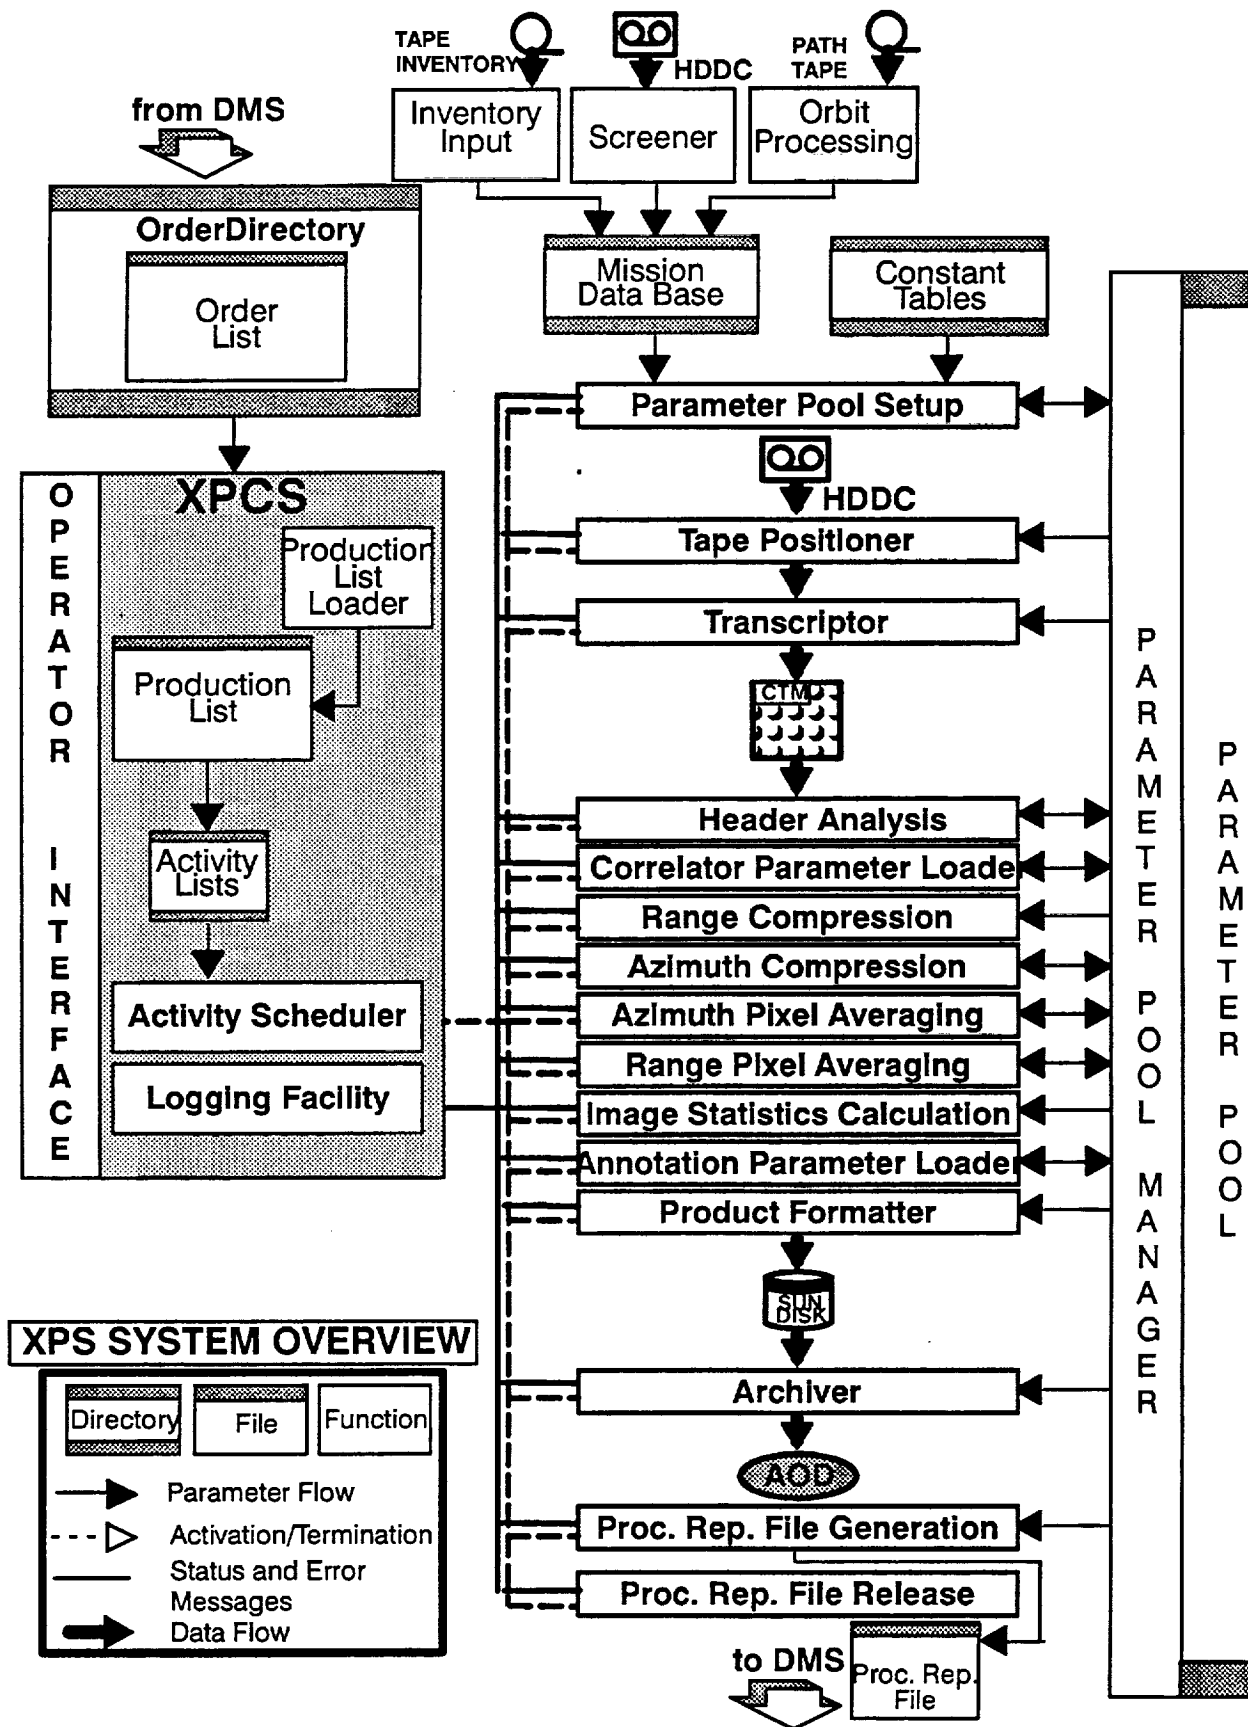 TAPE
INVENTORY
HDDC
PATH
TAPE
from DMS
Inventory
Input
Screener
Orbit
Processing
OrderDirectory
Order
List
Mission
Data Base
Constant
Tables
Parameter Pool Setup
HDDC
XPCS
OPERATOR INTERFACE
Production
List
Loader
Tape Positioner
Transcriptor
Production
List
CTM
Activity
Lists
Header Analysis
Correlator Parameter Loade
Range Compression
Azimuth Compression
Activity Scheduler
Azimuth Pixel Averaging
Range Pixel Averaging
Logging Facility
Image Statistics Calculation
Annotation Parameter Loader
Product Formatter
PARAMETER POOL MANAGER
PARAMETER POOL
SUN
DISK
XPS SYSTEM OVERVIEW
Directory
File
Function
Parameter Flow
Activation/Termination
Status and Error
Messages
Data Flow
Archiver
AOD
Proc. Rep. File Generation
Proc. Rep. File Release
to DMS
Proc. Rep.
File